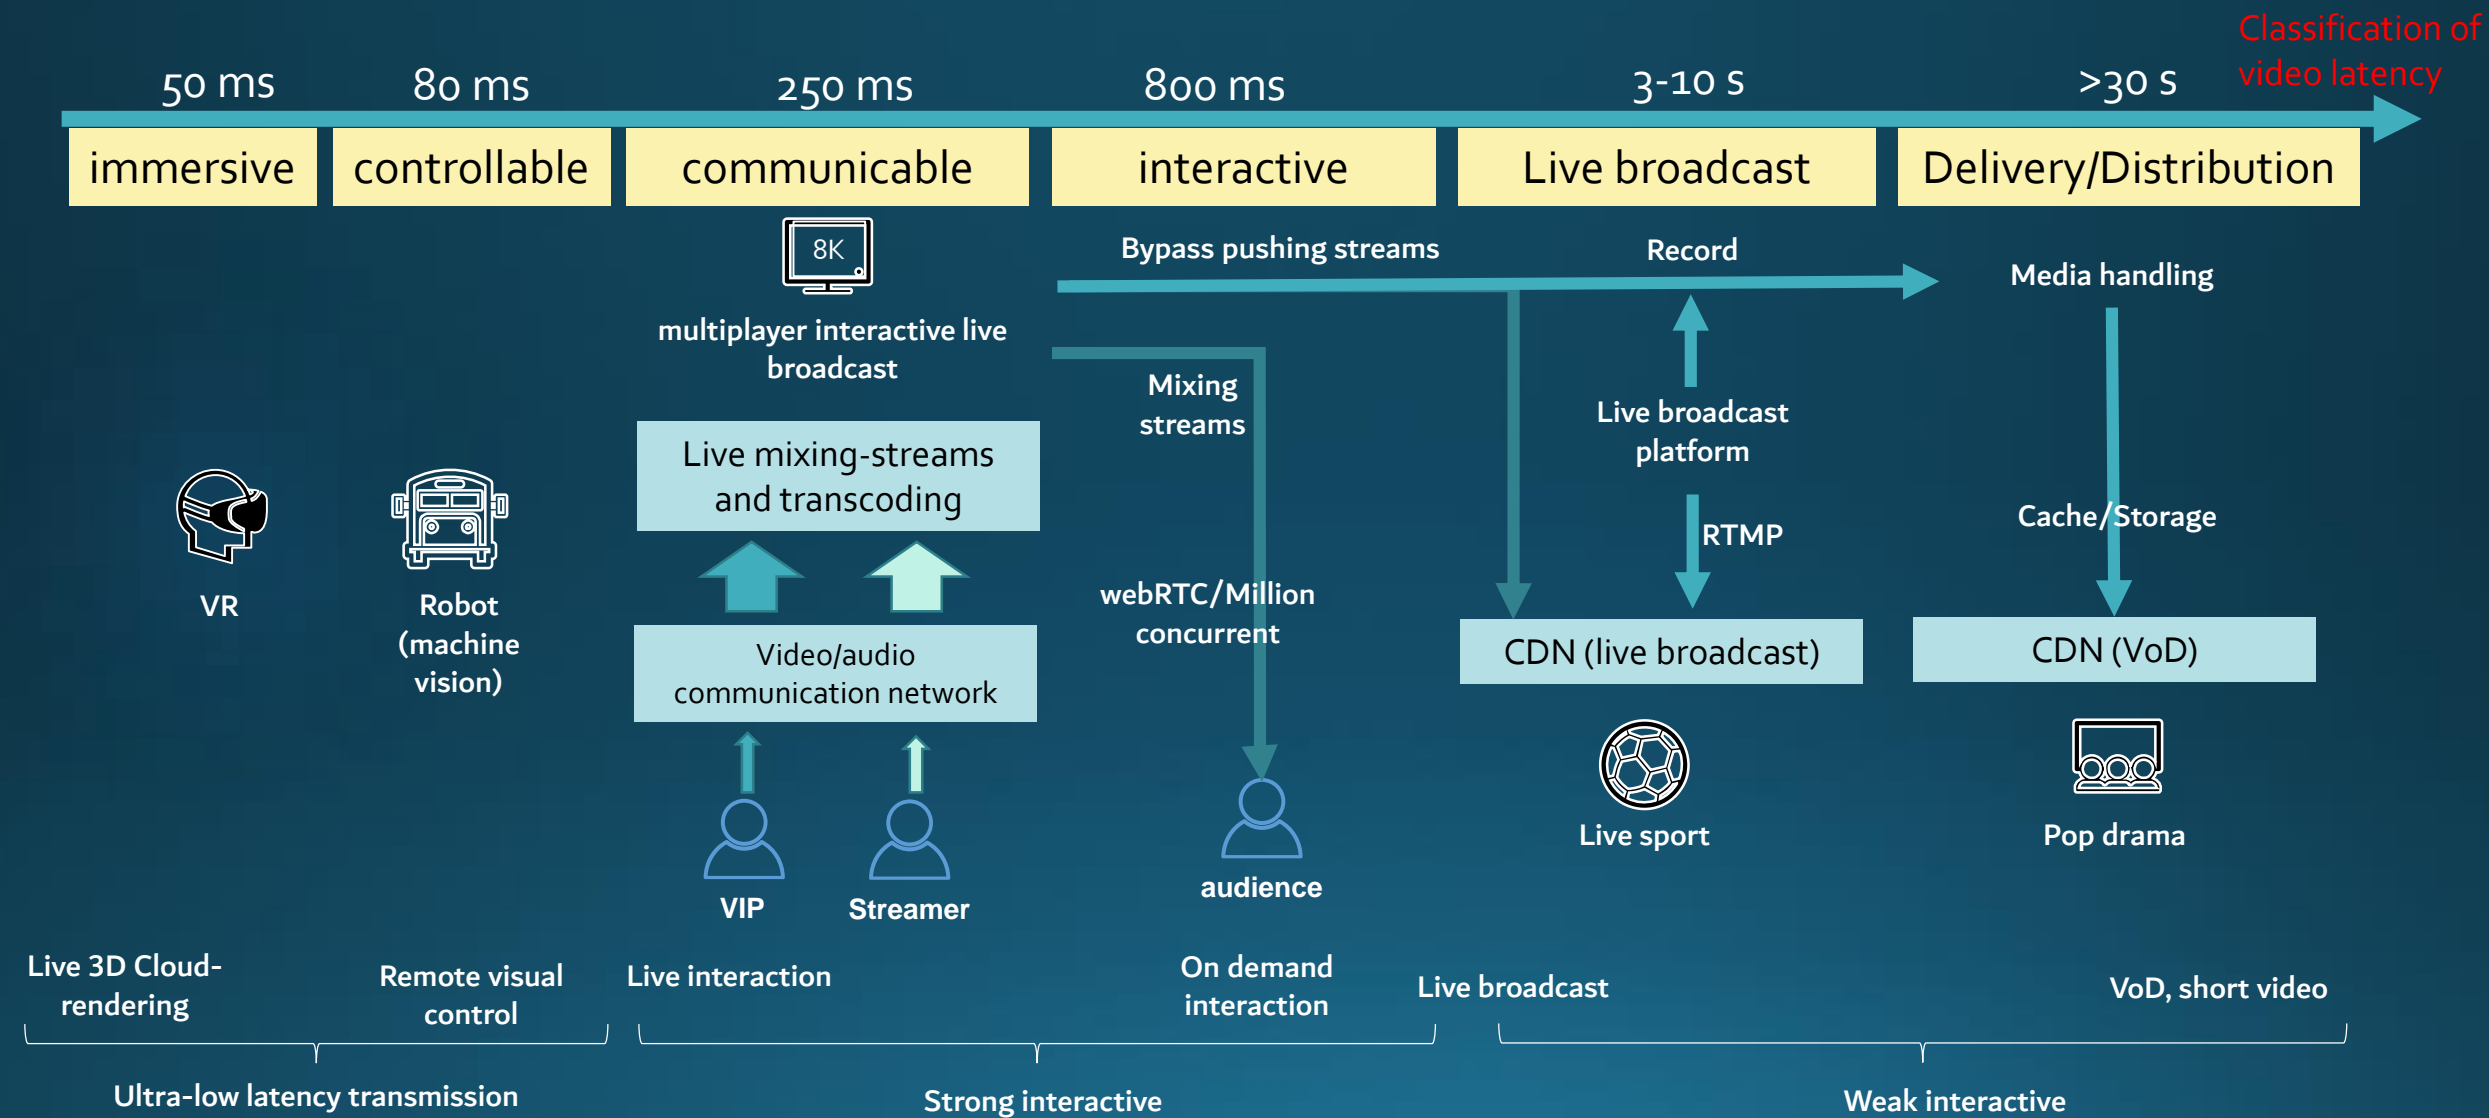 Classification of
video latency
50 ms
80 ms
250 ms
800 ms
3-10 s
>30 s
immersive
controllable
communicable
interactive
Live broadcast
Delivery/Distribution
8K
multiplayer interactive live
broadcast
Bypass pushing streams
Record
Media handling
Mixing
streams
Live broadcast
platform
Live mixing-streams
and transcoding
RTMP
Cache/Storage
VR
Robot
(machine
vision)
webRTC/Million
concurrent
Video/audio
communication network
CDN (live broadcast)
CDN (VoD)
VIP
Streamer
audience
Live sport
Pop drama
Live 3D Cloud-
rendering
Remote visual
control
Live interaction
On demand
interaction
Live broadcast
VoD, short video
Ultra-low latency transmission
Strong interactive
Weak interactive